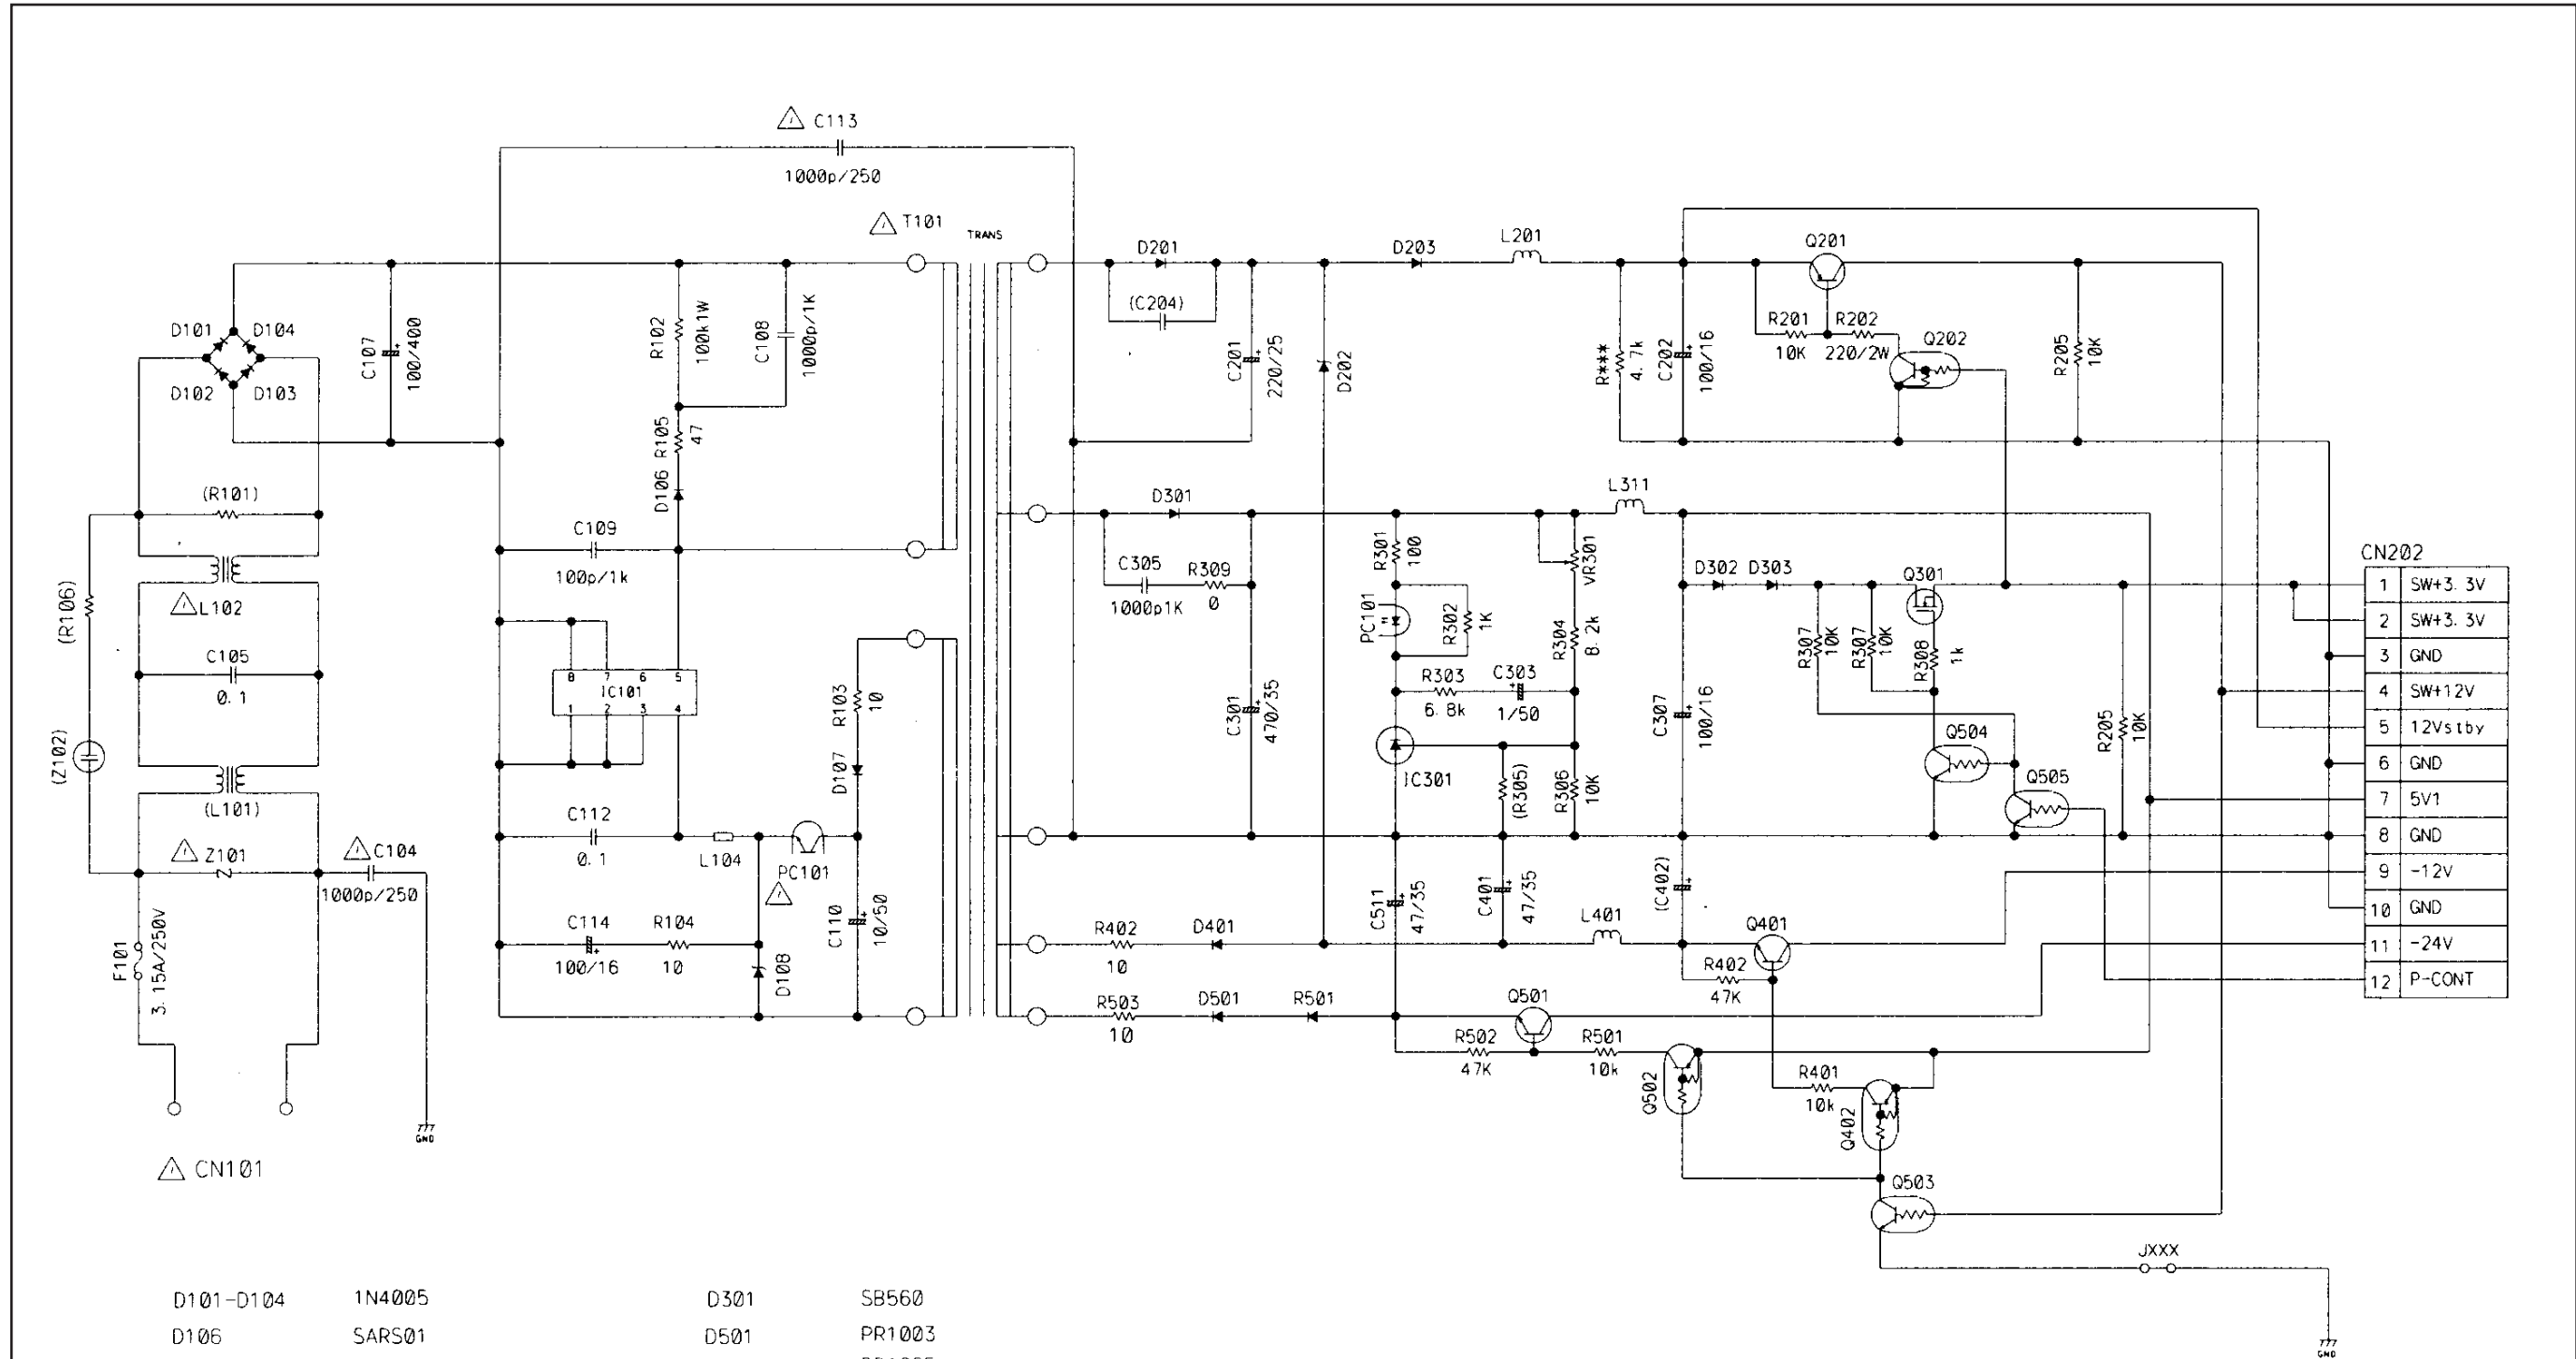 C113
1000p/250
T101
TRANS
D201
D203
L201
Q201
(C204)
D101
D104
D102
D103
C107
100/400
R102
100k1W
C108
1000p/1K
C201
220/25
D202
R***
4.7k
C202
100/16
R201
10K
R202
220/2W
Q202
R205
10K
R105
47
D106
(R101)
C109
100p/1k
D301
L311
C305
1000p1K
R309
0
R301
100
VR301
PC101
R302
1K
R304
8.2k
D302
D303
Q301
R307
10K
R307
10K
R308
1k
CN202
1 SW+3.3V
2 SW+3.3V
3 GND
4 SW+12V
5 12Vstby
6 GND
7 5V1
8 GND
9 -12V
10 GND
11 -24V
12 P-CONT
(R106)
L102
C105
0.1
8 7 6 5
IC101
1 2 3 4
R103
10
D107
C301
470/35
R303
6.8k
C303
1/50
C307
100/16
Q504
Q505
R205
10K
(Z102)
(L101)
IC301
(R305)
R306
10K
C112
0.1
L104
PC101
Z101
C104
1000p/250
C511
47/35
C401
47/35
(C402)
F101
3.15A/250V
C114
100/16
R104
10
D108
C110
10/50
R402
10
D401
L401
Q401
R402
47K
R503
10
D501
R501
Q501
R502
47K
R501
10k
Q502
R401
10k
Q402
Q503
GND
CN101
JXXX
GND
D101-D104 1N4005 D301 SB560
D106 SARS01 D501 PR1003